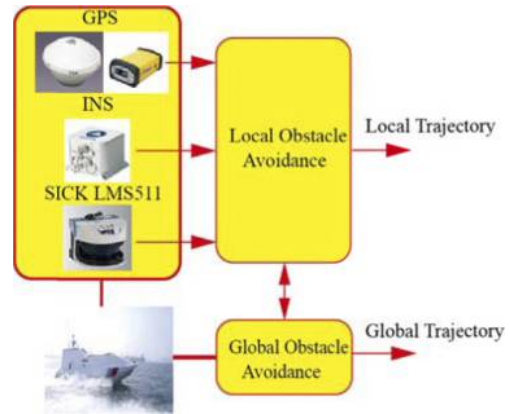 GPS
INS
SICK LMS511
Local Obstacle
Avoidance
Local Trajectory
Global Obstacle
Avoidance
Global Trajectory